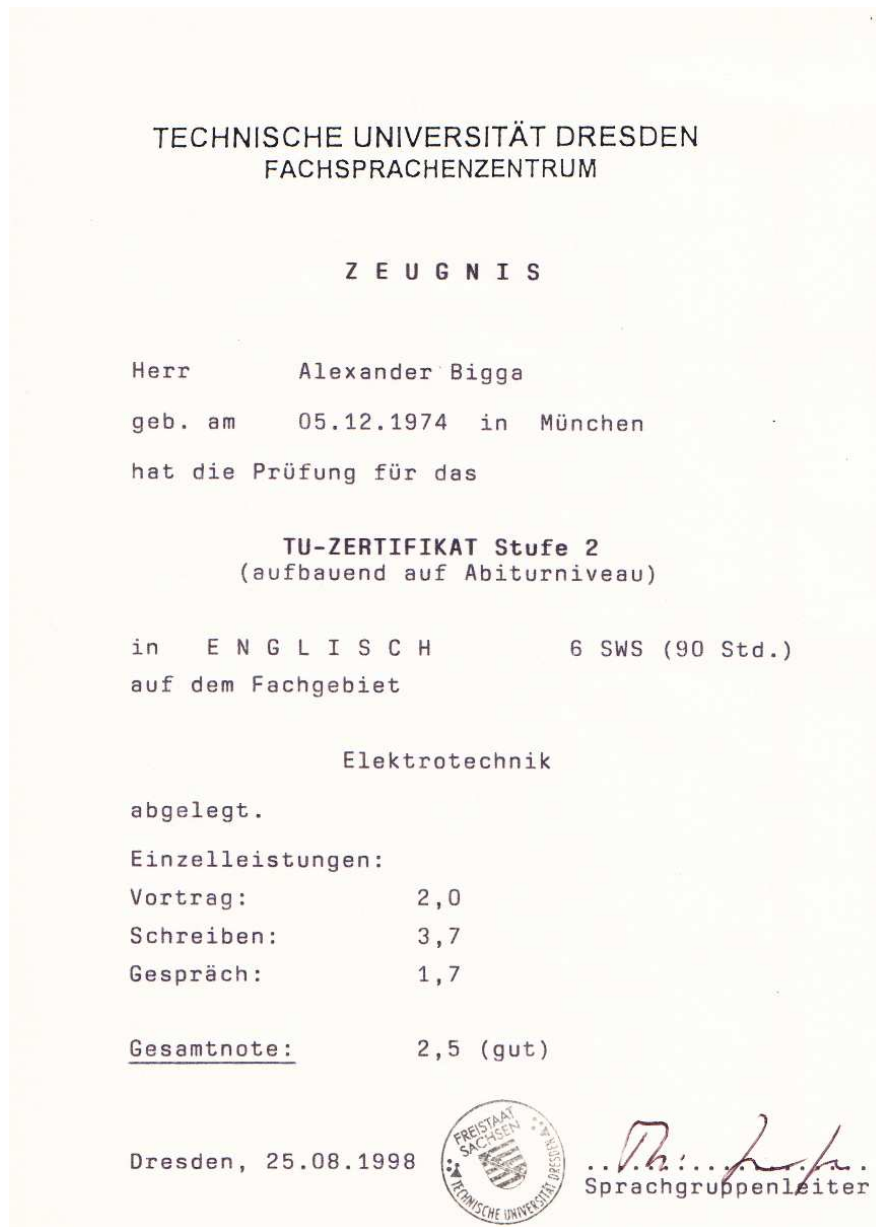 TECHNISCHE UNIVERSITÄT DRESDEN
FACHSPRACHENZENTRUM
Z E U G N I S
Herr Alexander Bigga
geb. am 05.12.1974 in München
hat die Prüfung für das
TU-ZERTIFIKAT Stufe 2
(aufbauend auf Abiturniveau)
in E N G L I S C H 6 SWS (90 Std.)
auf dem Fachgebiet
Elektrotechnik
abgelegt.
Einzelleistungen:
Vortrag: 2,0
Schreiben: 3,7
Gespräch: 1,7
Gesamtnote: 2,5 (gut)
FREISTAAT
SACHSEN
TECHNISCHE UNIVERSITÄT DRESDEN
Dresden, 25.08.1998
Sprachgruppenleiter